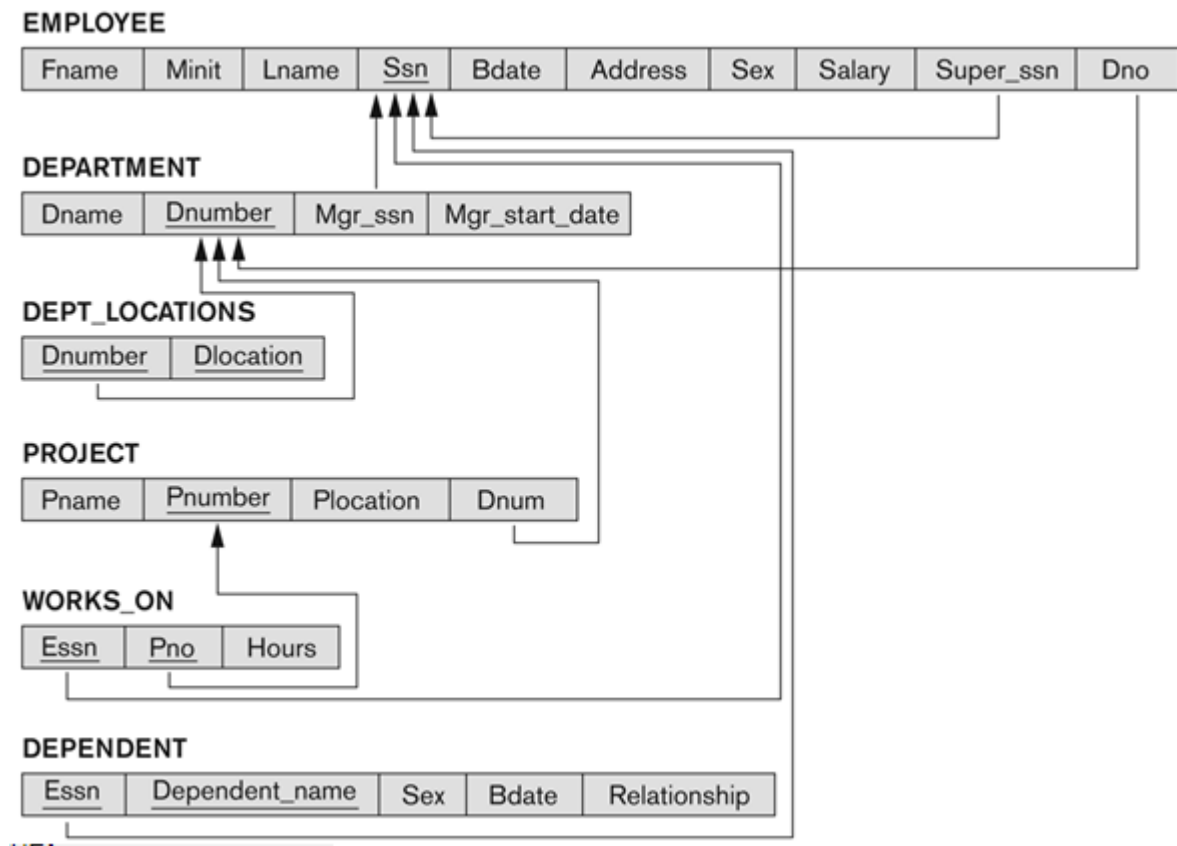 EMPLOYEE
Fname Minit Lname Ssn Bdate Address Sex Salary Super_ssn Dno
DEPARTMENT
Dname Dnumber Mgr_ssn Mgr_start_date
DEPT_LOCATIONS
Dnumber Dlocation
PROJECT
Pname Pnumber Plocation Dnum
WORKS_ON
Essn Pno Hours
DEPENDENT
Essn Dependent_name Sex Bdate Relationship